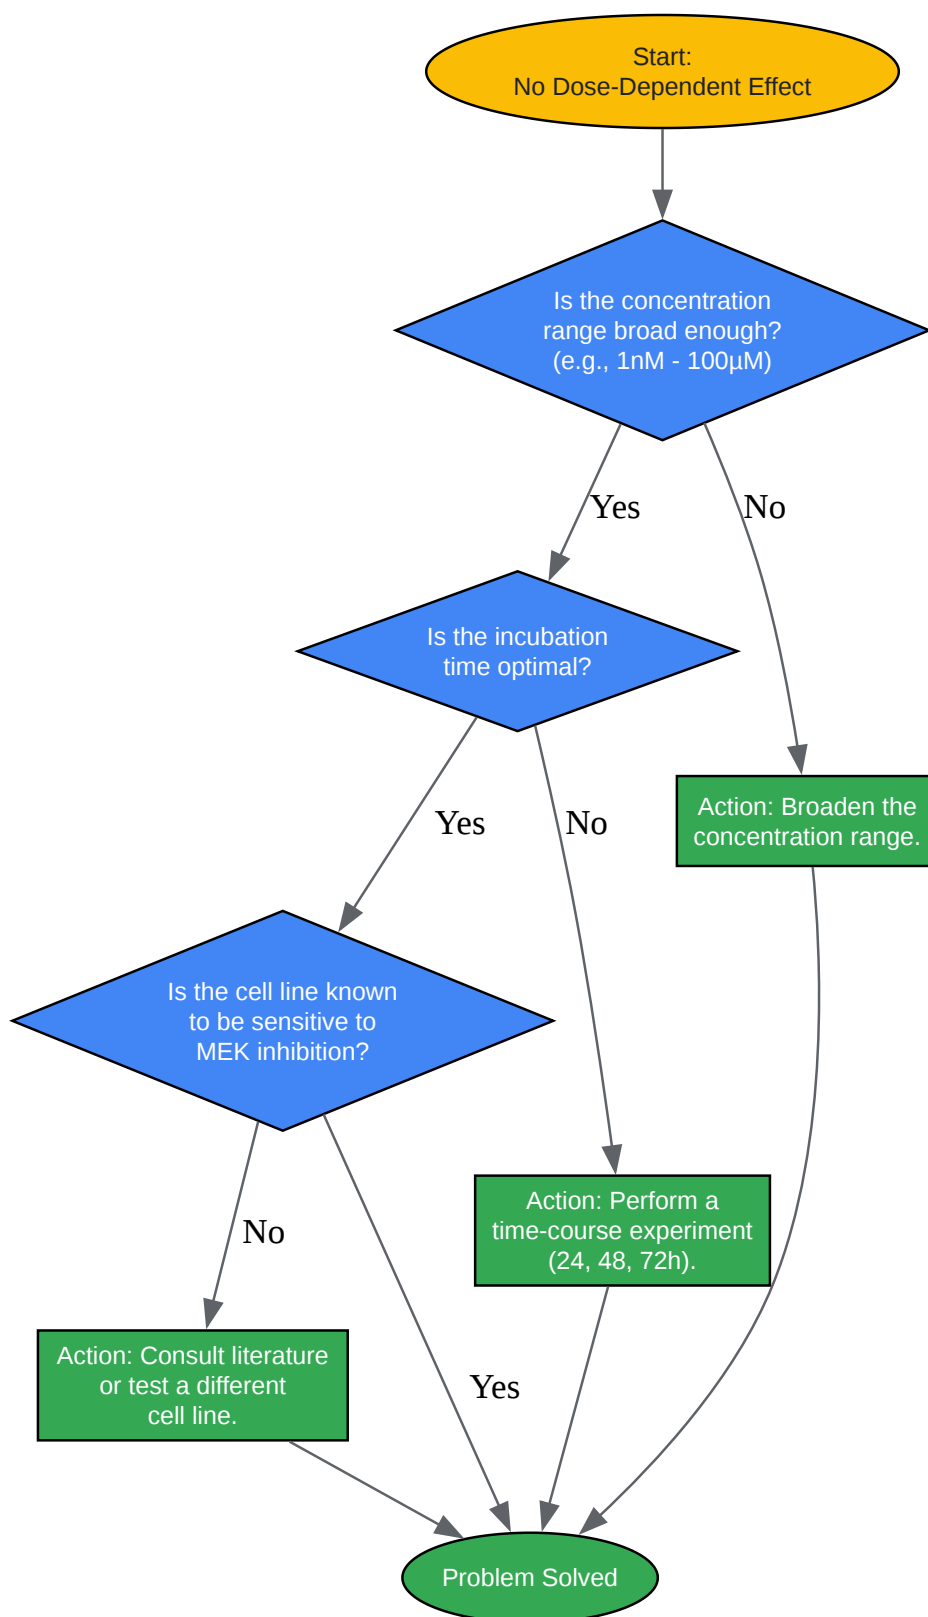 Start:
No Dose-Dependent Effect
Is the concentration
range broad enough?
(e.g., 1nM - 100µM)
Yes
No
Is the incubation
time optimal?
Yes
No
Action: Broaden the
concentration range.
Is the cell line known
to be sensitive to
MEK inhibition?
No
Yes
Action: Perform a
time-course experiment
(24, 48, 72h).
Action: Consult literature
or test a different
cell line.
Problem Solved